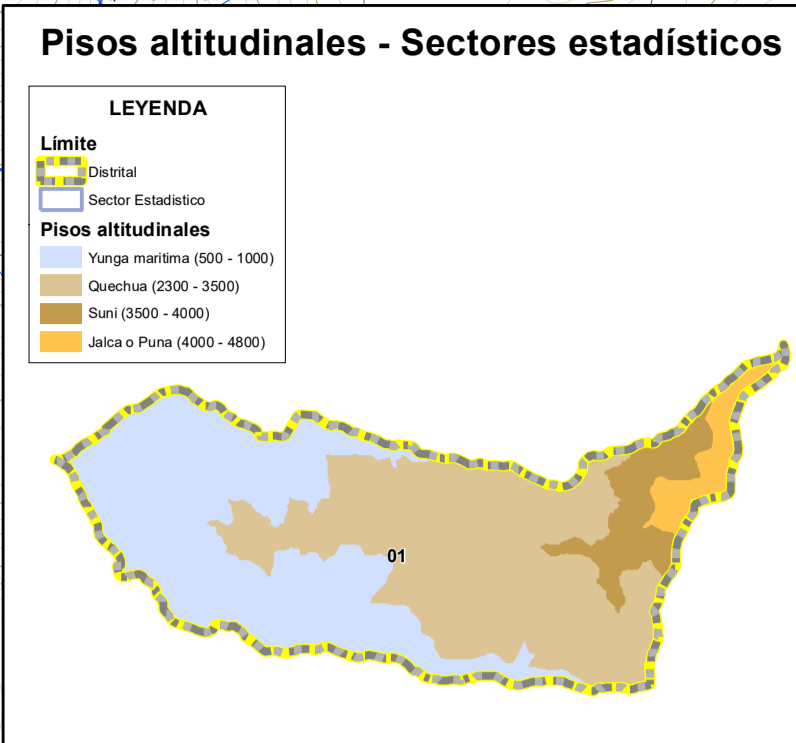 Pisos altitudinales - Sectores estadísticos
LEYENDA
Límite
Distrital
Sector Estadistico
Pisos altitudinales
Yunga maritima (500 - 1000)
Quechua (2300 - 3500)
Suni (3500 - 4000)
Jalca o Puna (4000 - 4800)
01